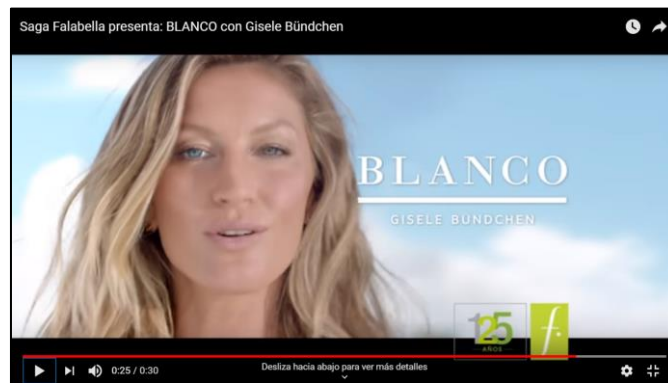 Saga Falabella presenta: BLANCO con Gisele Bündchen
BLANCO
GISELE BÜNDCHEN
125
AÑOS
f.
0:25 / 0:30
Desliza hacia abajo para ver más detalles